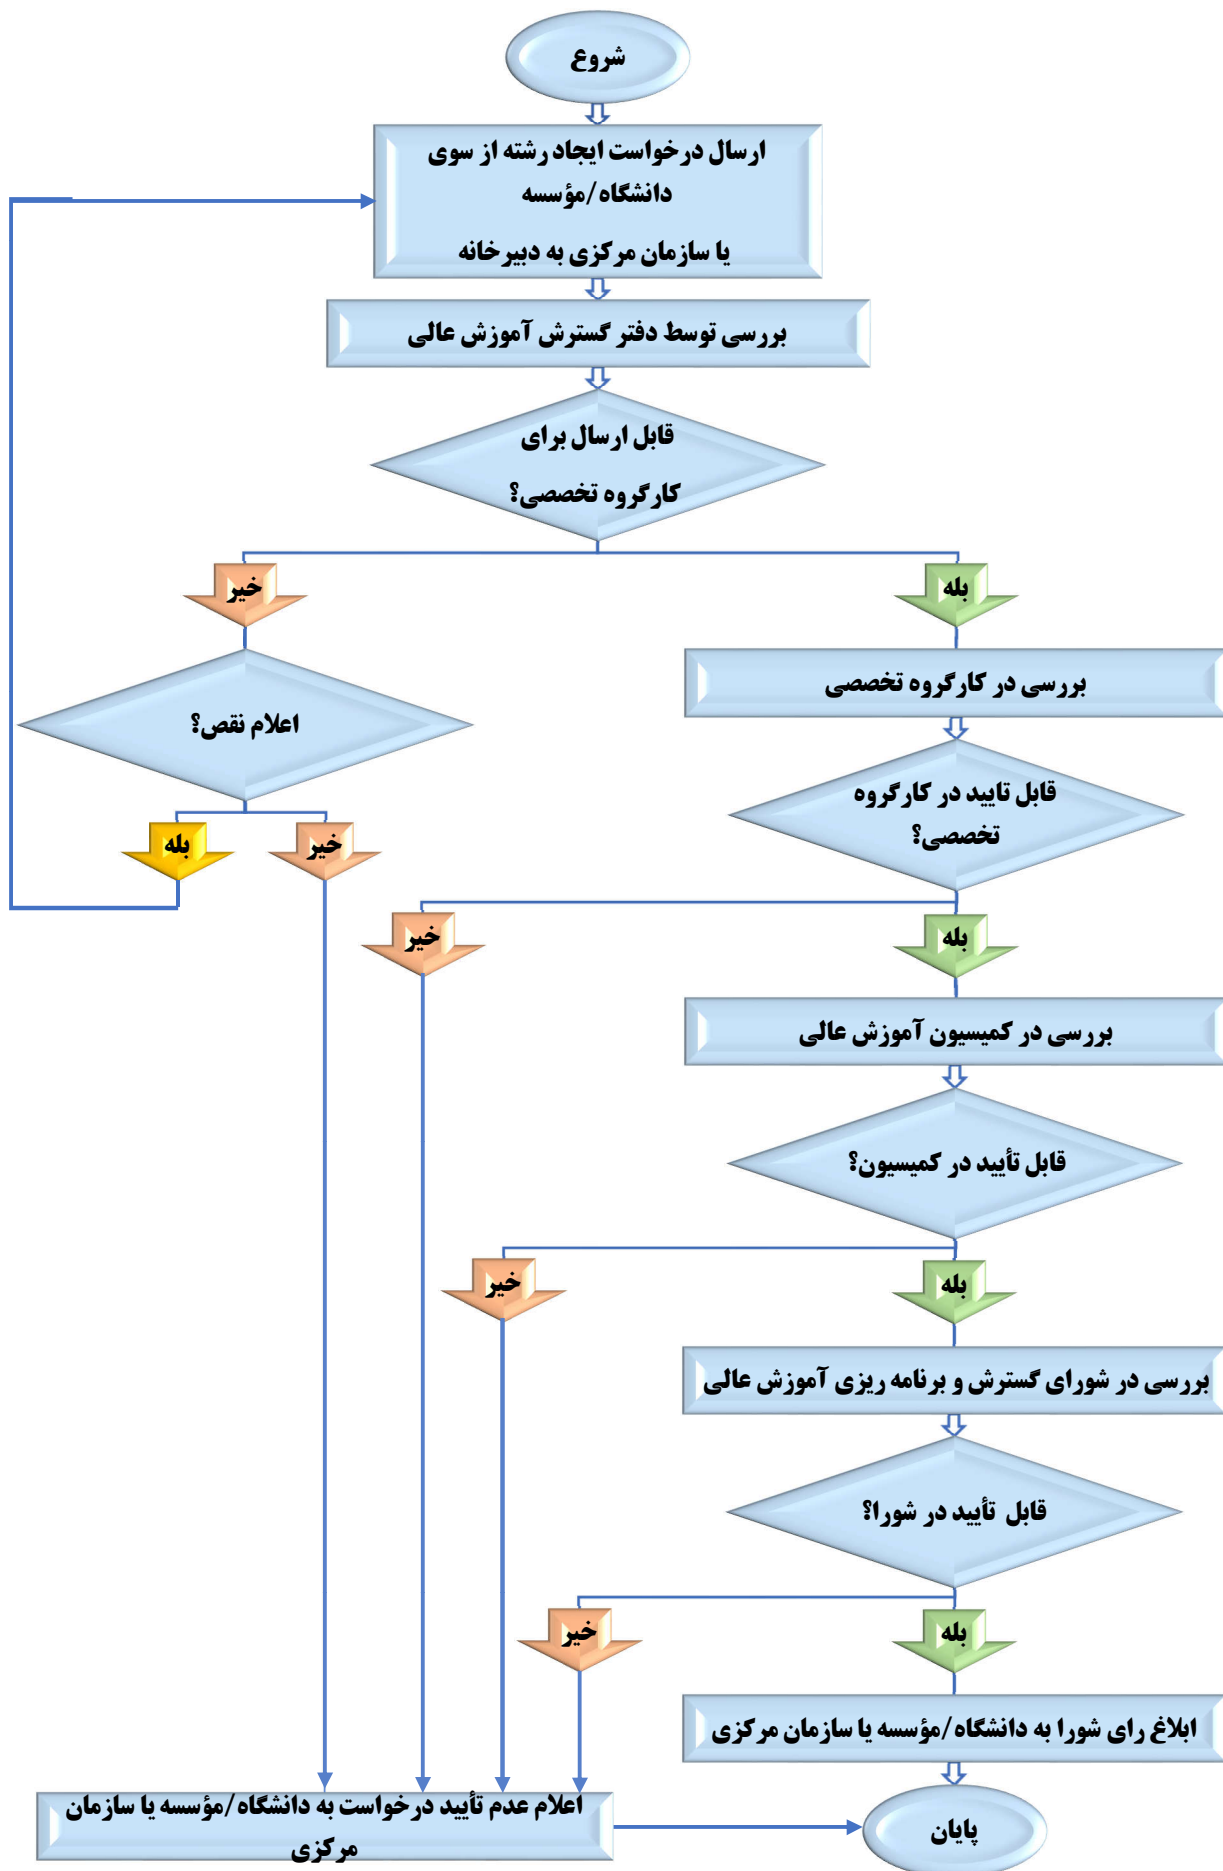 شروع
ارسال درخواست ایجاد رشته از سوی
دانشگاه/مؤسسه
یا سازمان مرکزی به دبیرخانه
بررسی توسط دفتر گسترش آموزش عالی
قابل ارسال برای
کارگروه تخصصی؟
خیر
بله
اعلام نقص؟
بررسی در کارگروه تخصصی
قابل تایید در کارگروه
تخصصی؟
بله
خیر
خیر
بله
بررسی در کمیسیون آموزش عالی
قابل تأیید در کمیسیون؟
خیر
بله
بررسی در شورای گسترش و برنامه ریزی آموزش عالی
قابل تأیید در شورا؟
خیر
بله
ابلاغ رای شورا به دانشگاه/مؤسسه یا سازمان مرکزی
اعلام عدم تأیید درخواست به دانشگاه/مؤسسه یا سازمان
مرکزی
پایان